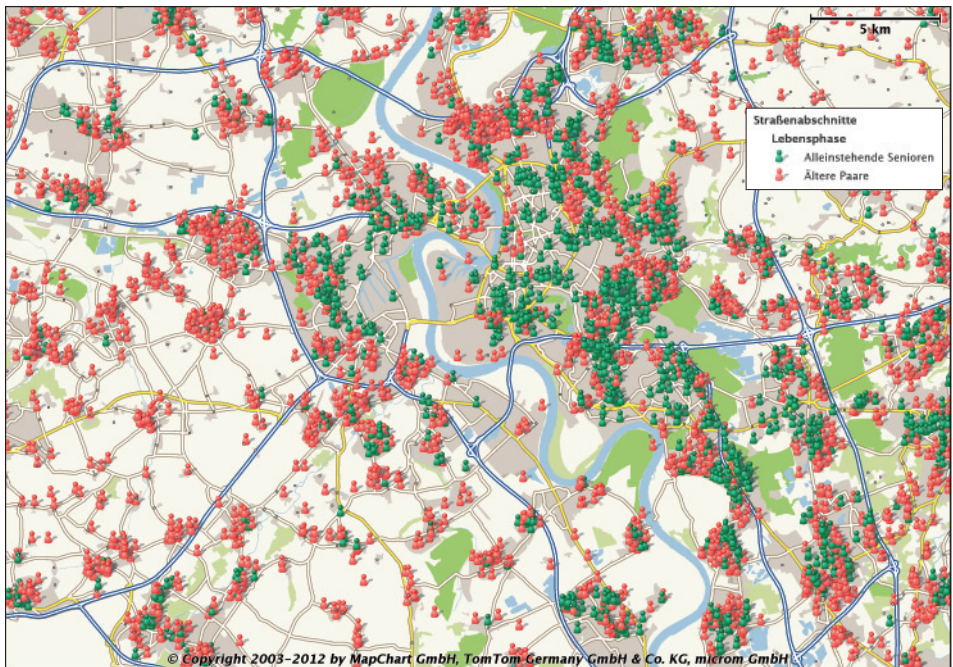 5 km
Straßenabschnitte
Lebensphase
Alleinstehende Senioren
Ältere Paare
© Copyright 2003-2012 by MapChart GmbH, TomTom Germany GmbH & Co. KG, microm GmbH